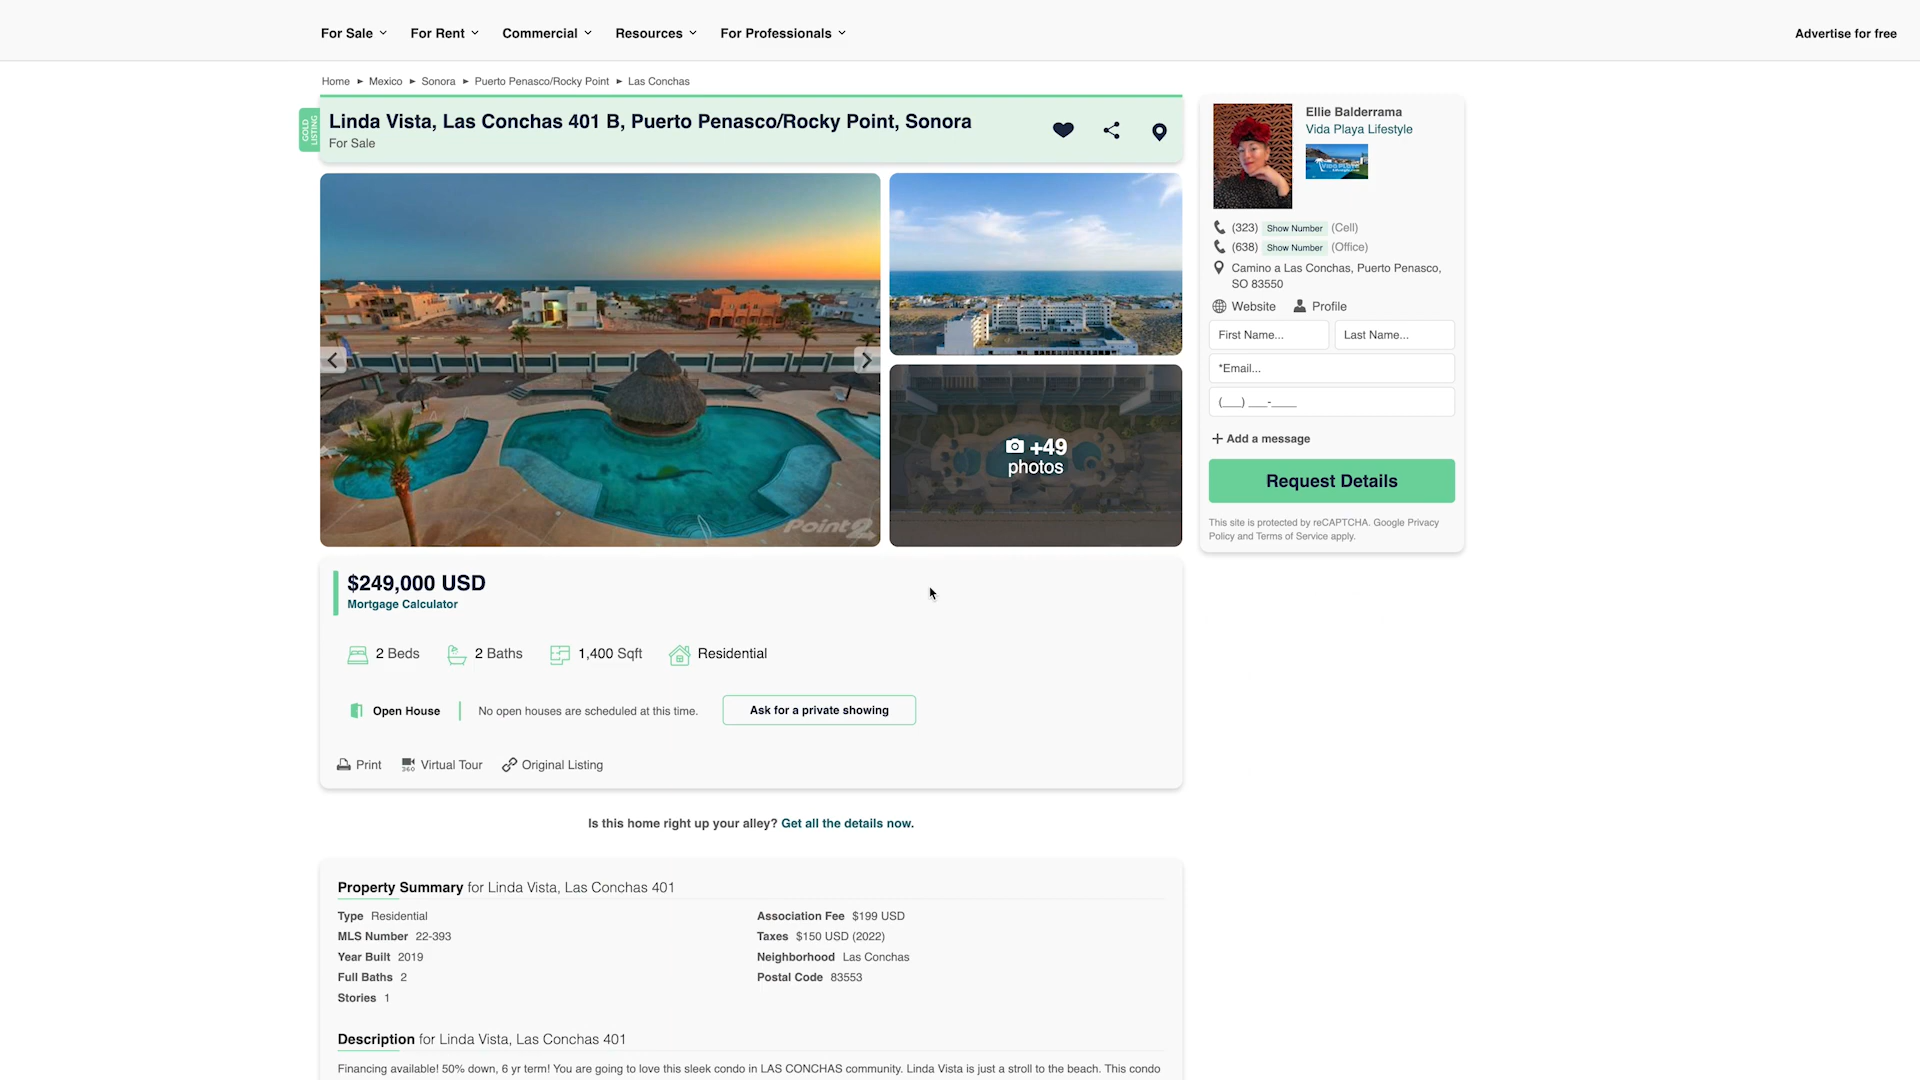 For Sale
For Rent
Commercial
Resources
For Professionals
Advertise for free
Home ► Mexico ► Sonora ► Puerto Penasco/Rocky Point ► Las Conchas
GOLD
LISTING
Linda Vista, Las Conchas 401 B, Puerto Penasco/Rocky Point, Sonora
For Sale
Point2
+49
photos
Ellie Balderrama
Vida Playa Lifestyle
(323) Show Number (Cell)
(638) Show Number (Office)
Camino a Las Conchas, Puerto Penasco,
SO 83550
Website Profile
First Name... Last Name...
*Email...
(___) ___-____
+ Add a message
Request Details
This site is protected by reCAPTCHA. Google Privacy
Policy and Terms of Service apply.
$249,000 USD
Mortgage Calculator
2 Beds 2 Baths 1,400 Sqft Residential
Open House
No open houses are scheduled at this time.
Ask for a private showing
Print Virtual Tour Original Listing
Is this home right up your alley? Get all the details now.
Property Summary for Linda Vista, Las Conchas 401
Type Residential
MLS Number 22-393
Year Built 2019
Full Baths 2
Stories 1
Association Fee $199 USD
Taxes $150 USD (2022)
Neighborhood Las Conchas
Postal Code 83553
Description for Linda Vista, Las Conchas 401
Financing available! 50% down, 6 yr term! You are going to love this sleek condo in LAS CONCHAS community. Linda Vista is just a stroll to the beach. This condo